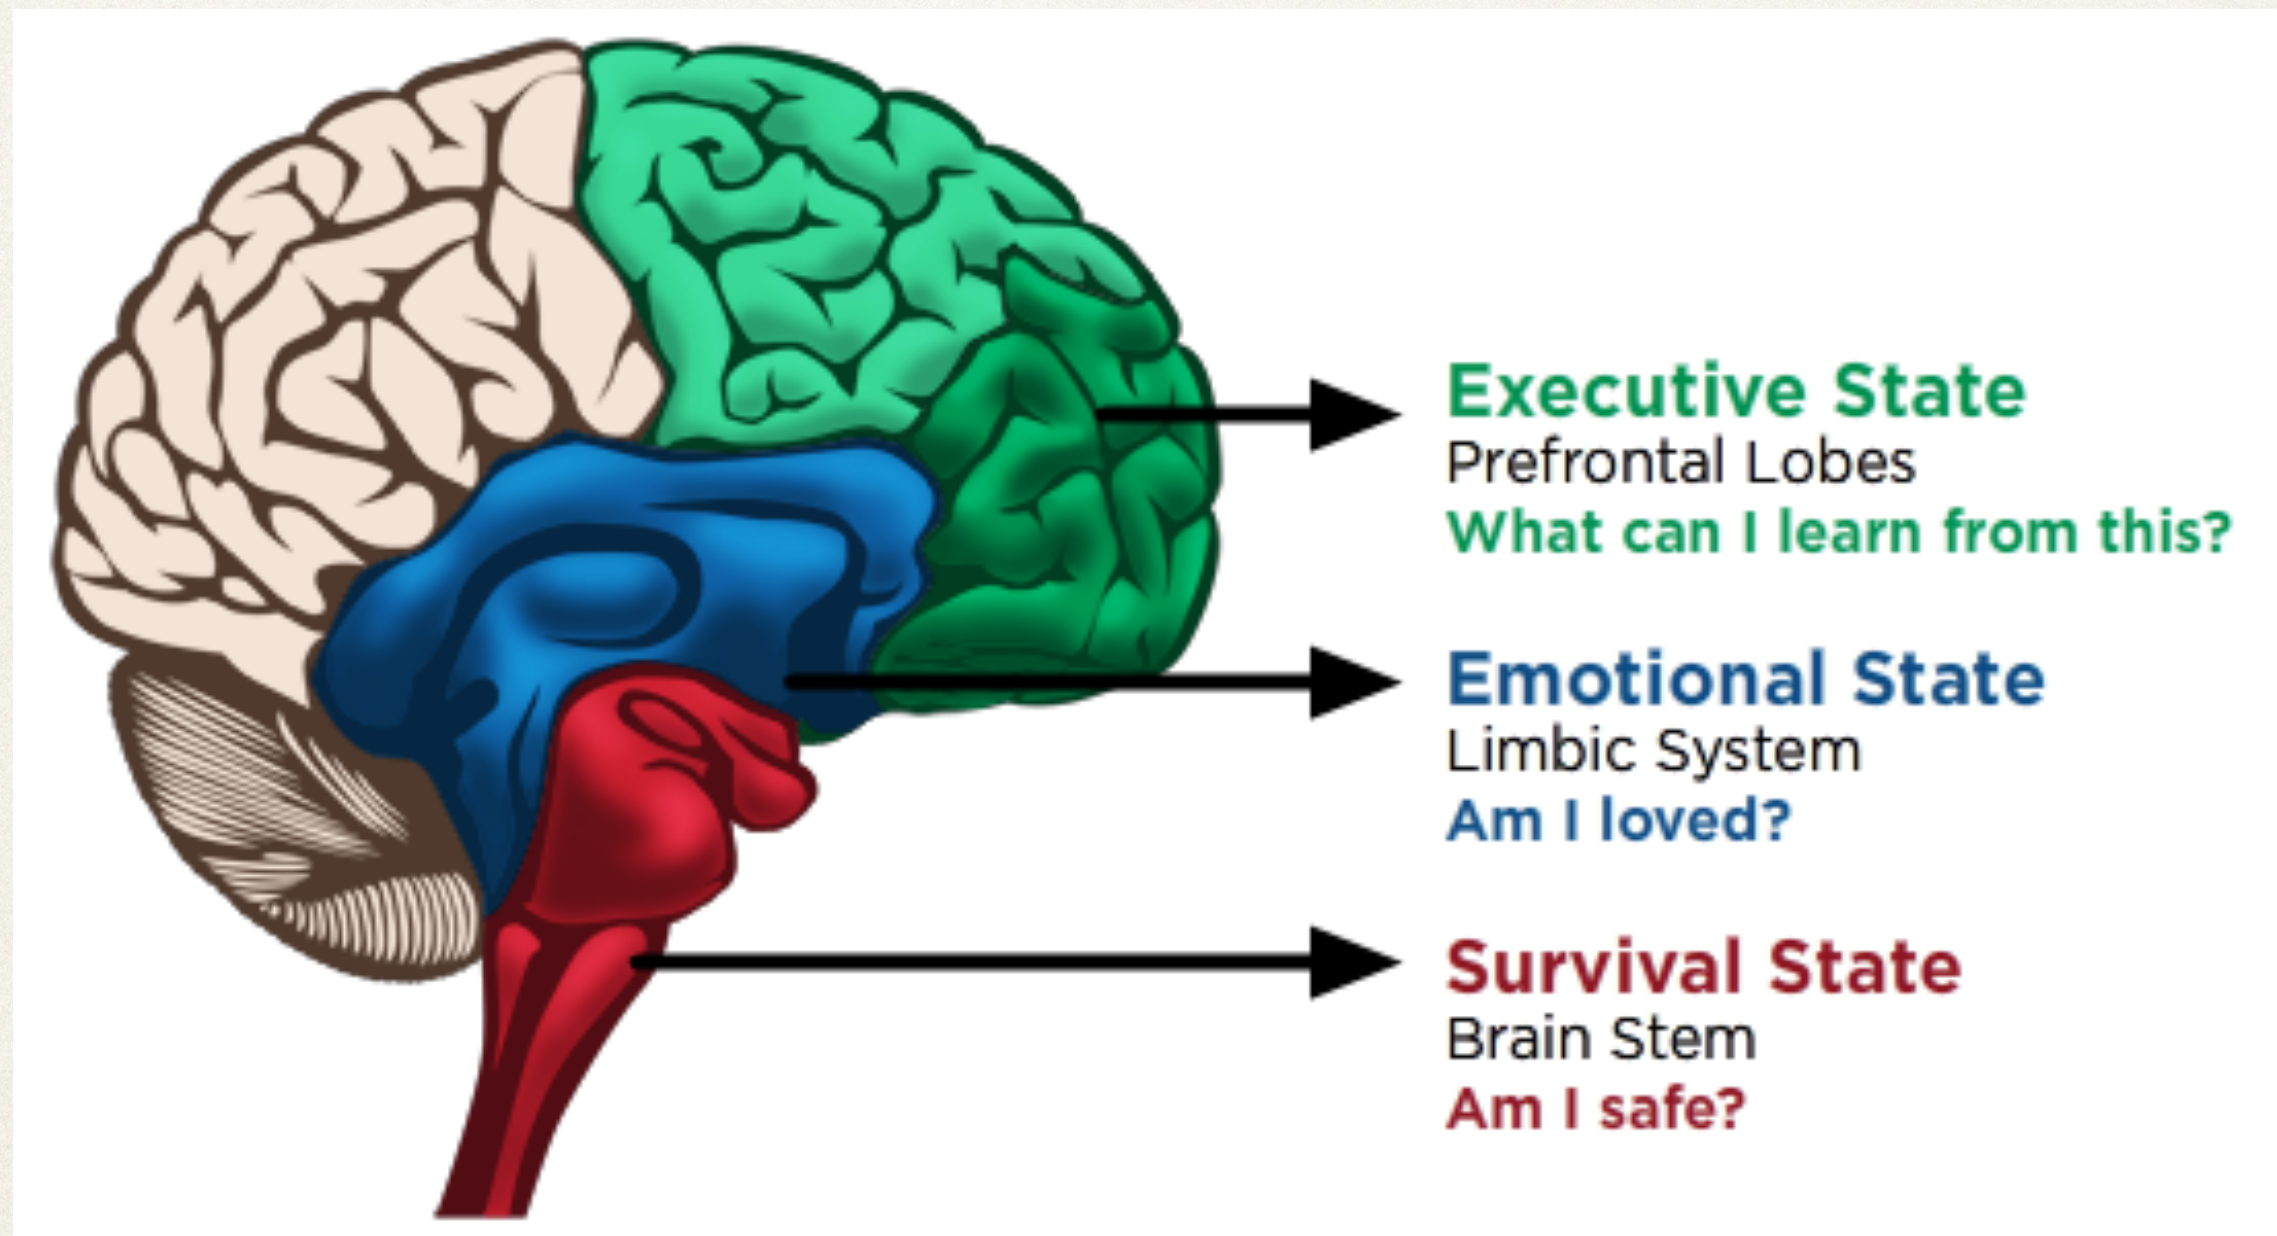 Executive State
Prefrontal Lobes
What can I learn from this?
Emotional State
Limbic System
Am I loved?
Survival State
Brain Stem
Am I safe?